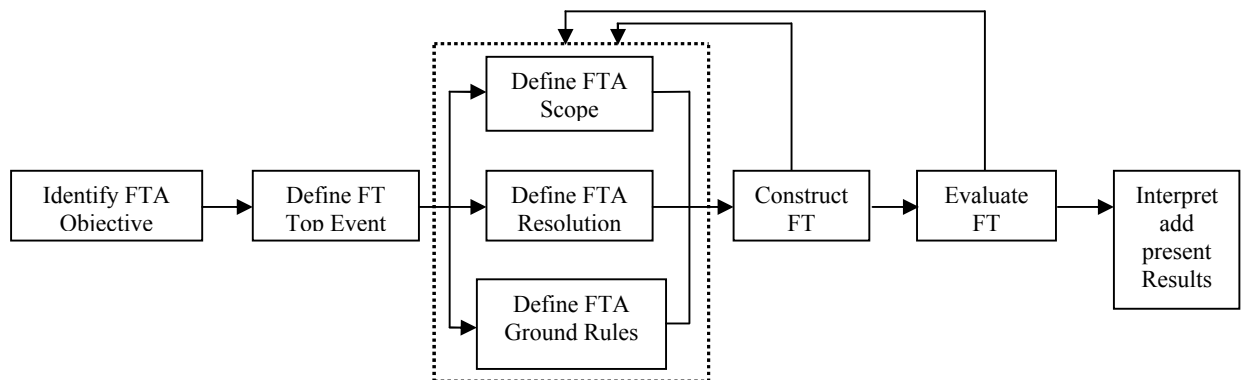 Identify FTA
Objective
Define FT
Top Event
Define FTA
Scope
Define FTA
Resolution
Define FTA
Ground Rules
Construct
FT
Evaluate
FT
Interpret
add
present
Results